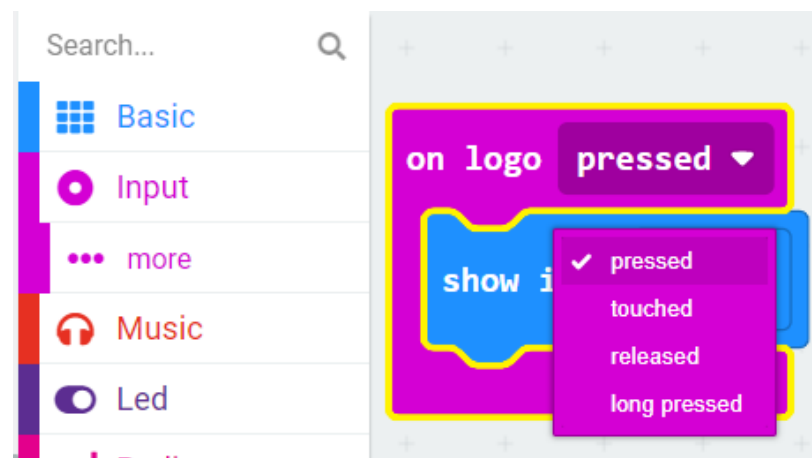 Search...
Basic
Input
more
Music
Led
on logo pressed
show i
pressed
touched
released
long pressed